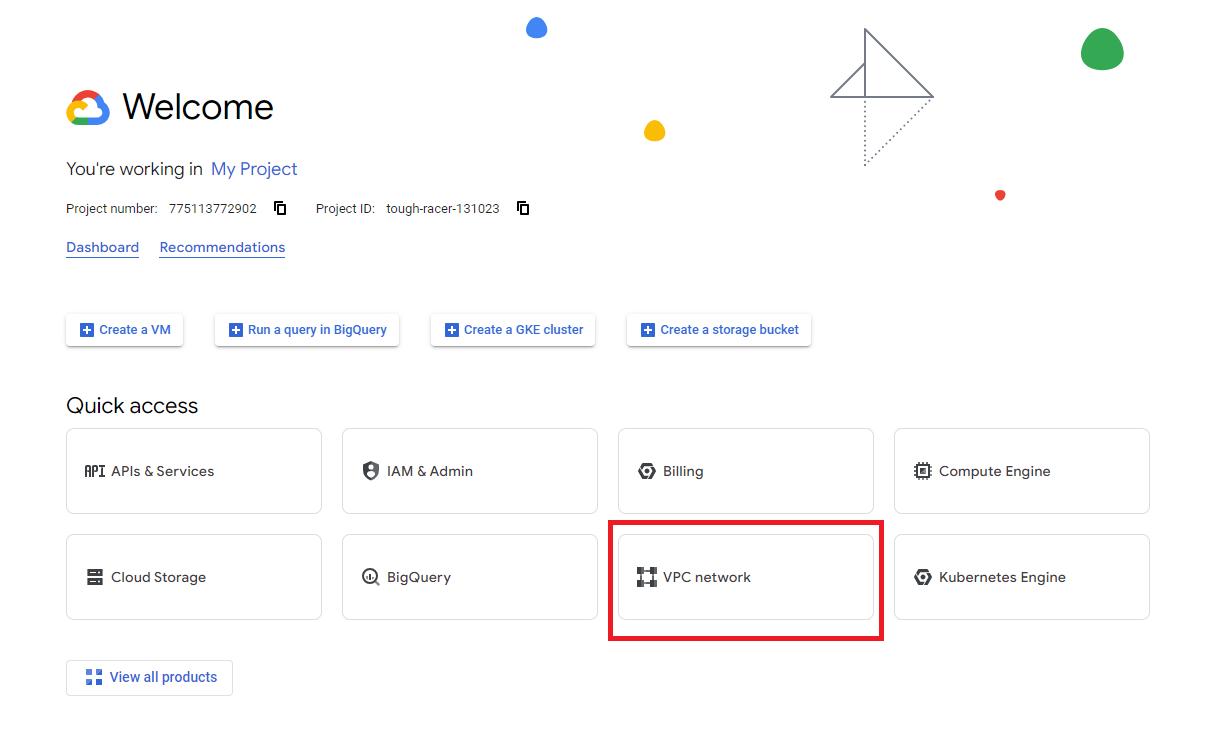 Welcome
You're working in My Project
Project number: 775113772902 Project ID: tough-racer-131023
Dashboard Recommendations
Create a VM Run a query in BigQuery Create a GKE cluster Create a storage bucket
Quick access
API APIs & Services IAM & Admin Billing Compute Engine
Cloud Storage BigQuery VPC network Kubernetes Engine
View all products